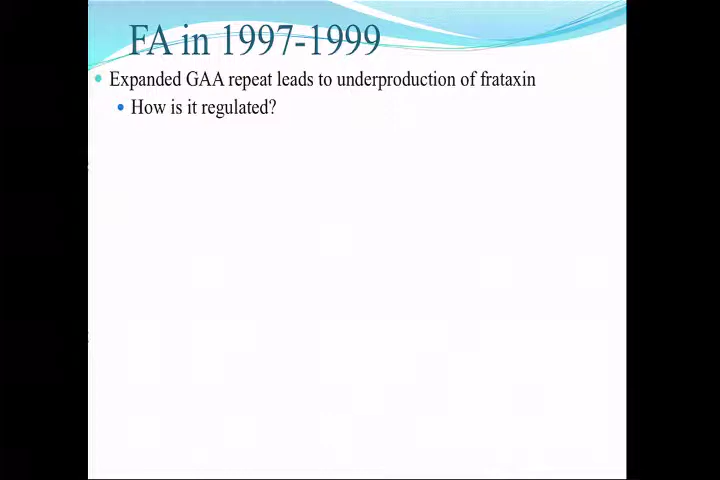 FA in 1997-1999
Expanded GAA repeat leads to underproduction of frataxin
How is it regulated?